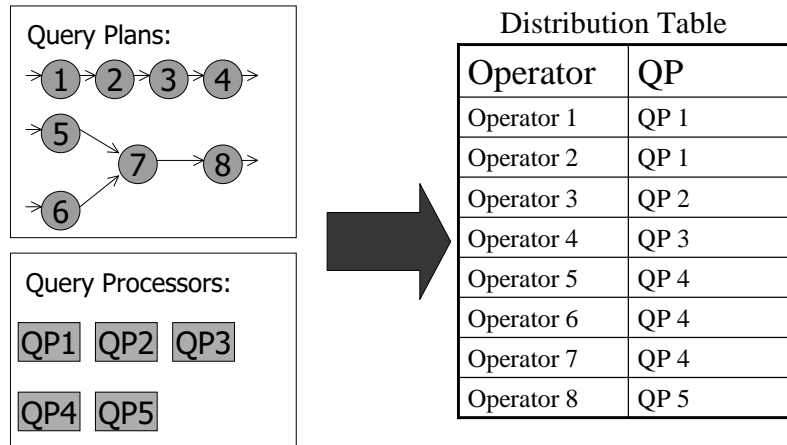 Query Plans:
1 2 3 4
5
7 8
6
Query Processors:
QP1 QP2 QP3
QP4 QP5
Distribution Table
Operator QP
Operator 1 QP 1
Operator 2 QP 1
Operator 3 QP 2
Operator 4 QP 3
Operator 5 QP 4
Operator 6 QP 4
Operator 7 QP 4
Operator 8 QP 5